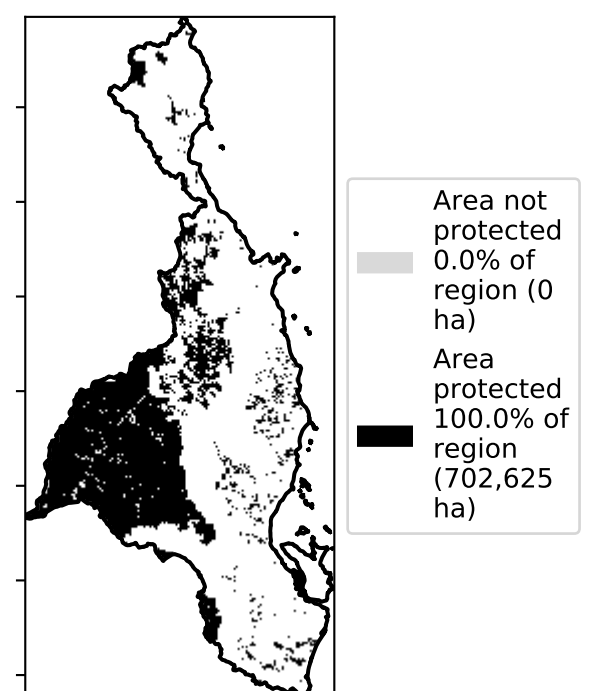 Area not
protected
0.0% of
region (0
ha)
Area
protected
100.0% of
region
(702,625
ha)